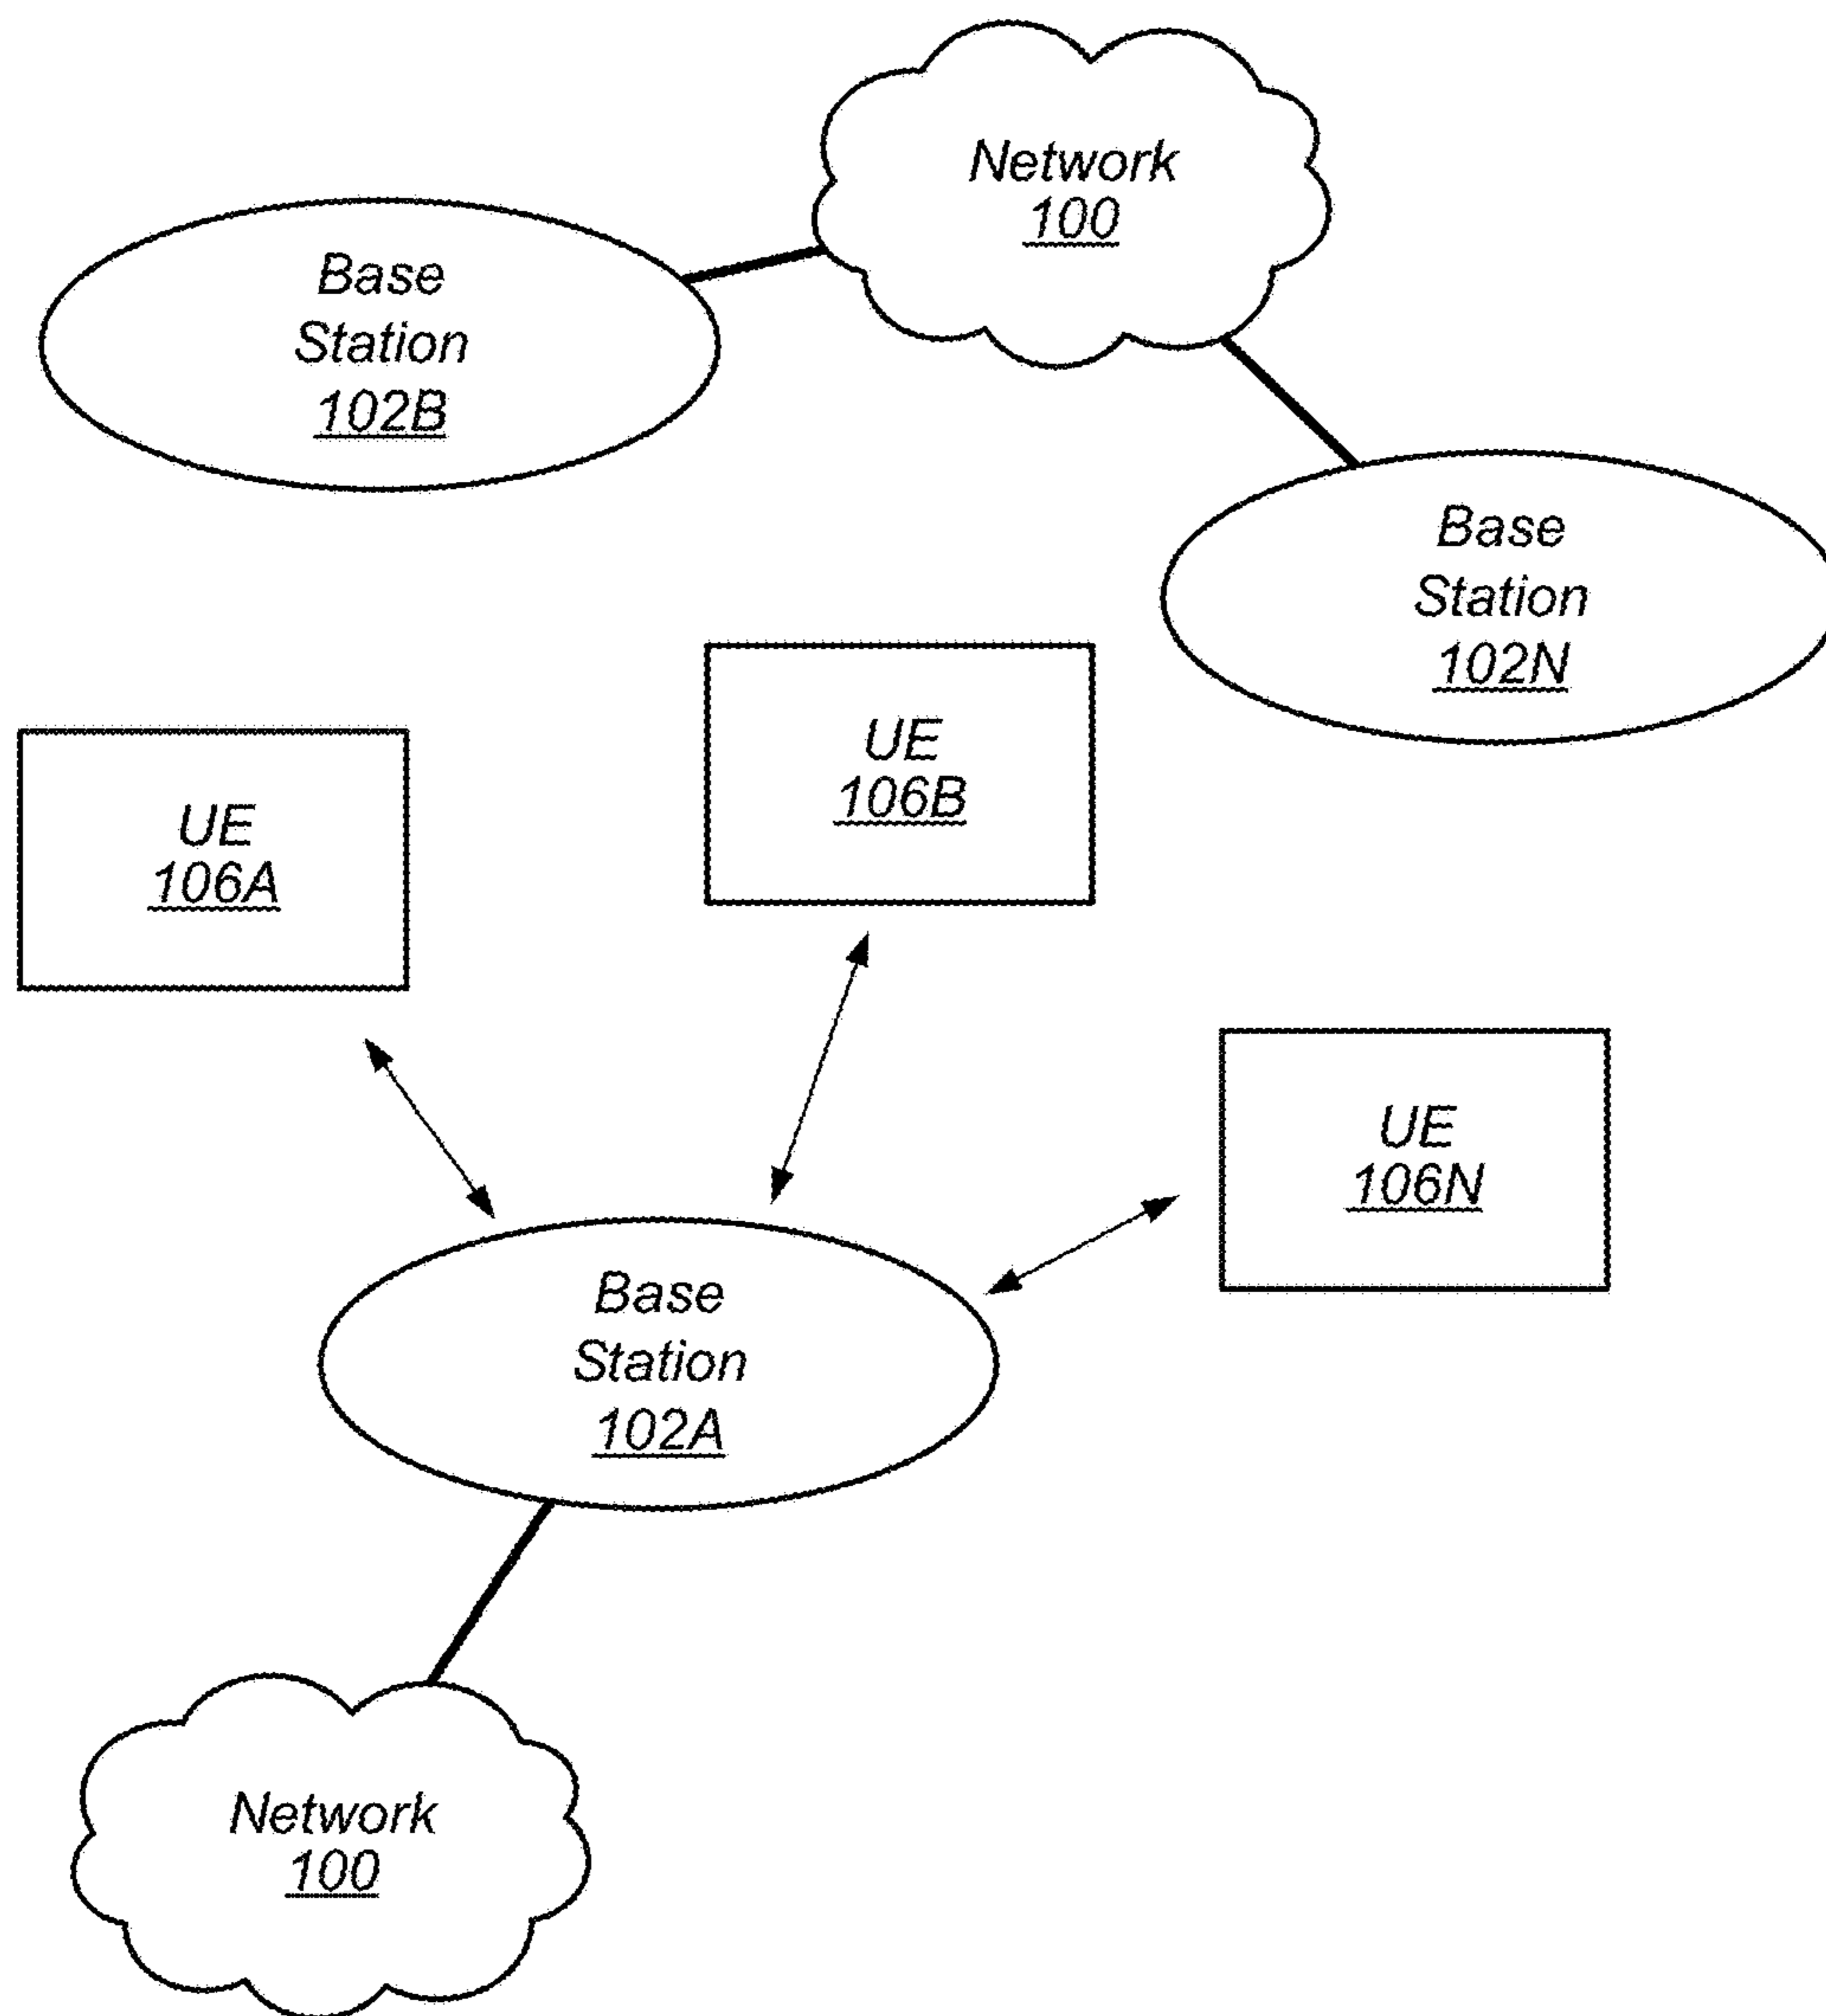 Network
100
Base
Station
102B
Base
Station
102N
UE
106B
UE
106A
UE
106N
Base
Station
102A
Network
100